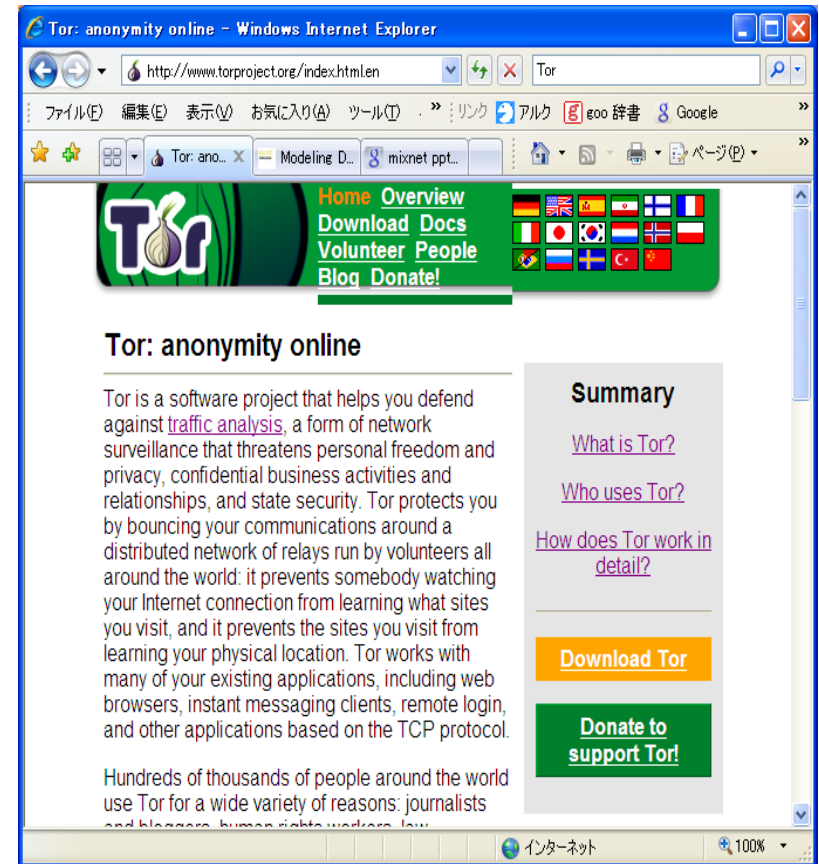 Tor: anonymity online - Windows Internet Explorer
http://www.torproject.org/index.html.en
Tor
ファイル(F) 編集(E) 表示(V) お気に入り(A) ツール(T) » リンク アルク goo 辞書 Google »
Tor: ano... Modeling D... mixnet ppt... ページ(P) »
Tor
Home Overview
Download Docs
Volunteer People
Blog Donate!
Tor: anonymity online
Tor is a software project that helps you defend
against traffic analysis, a form of network
surveillance that threatens personal freedom and
privacy, confidential business activities and
relationships, and state security. Tor protects you
by bouncing your communications around a
distributed network of relays run by volunteers all
around the world: it prevents somebody watching
your Internet connection from learning what sites
you visit, and it prevents the sites you visit from
learning your physical location. Tor works with
many of your existing applications, including web
browsers, instant messaging clients, remote login,
and other applications based on the TCP protocol.
Hundreds of thousands of people around the world
use Tor for a wide variety of reasons: journalists
and bloggers, human rights workers, law
Summary
What is Tor?
Who uses Tor?
How does Tor work in
detail?
Download Tor
Donate to
support Tor!
インターネット 100%